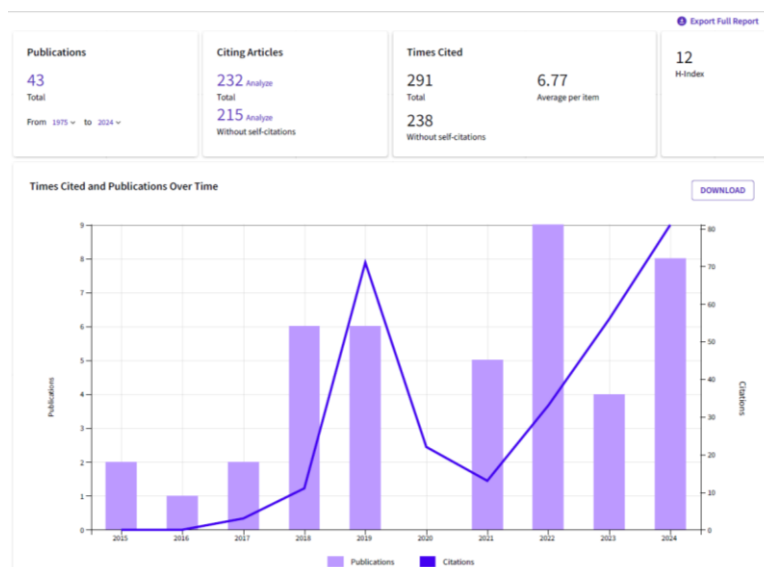 Export Full Report
Publications
43
Total
From 1975 to 2024
Citing Articles
232 Analyze
Total
215 Analyze
Without self-citations
Times Cited
291
Total
6.77
Average per item
238
Without self-citations
12
H-Index
Times Cited and Publications Over Time
DOWNLOAD
Publications
9
8
7
6
5
4
3
2
1
0
80
70
60
50
40
30
20
10
0
Citations
2015 2016 2017 2018 2019 2020 2021 2022 2023 2024
Publications Citations